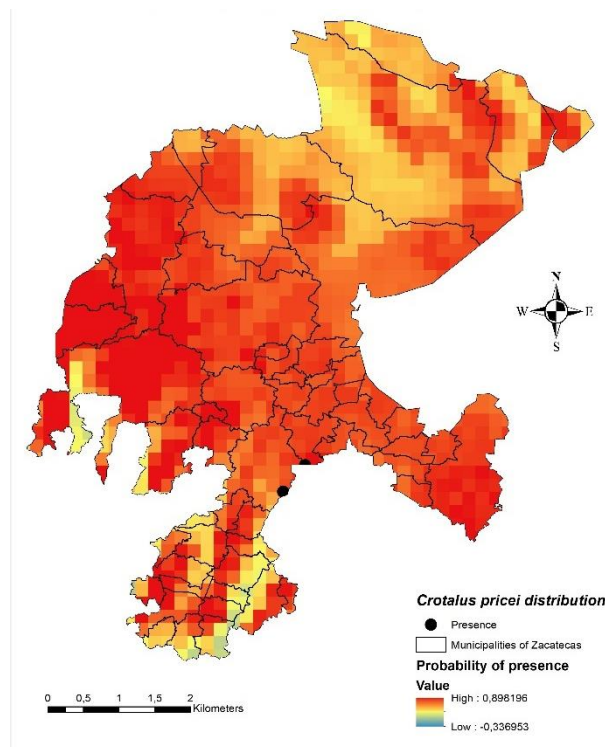 N
W E
S
Crotalus pricei distribution
Presence
Municipalities of Zacatecas
Probability of presence
Value
High : 0,898196
Low : -0,336953
0 0,5 1 1,5 2
Kilometers